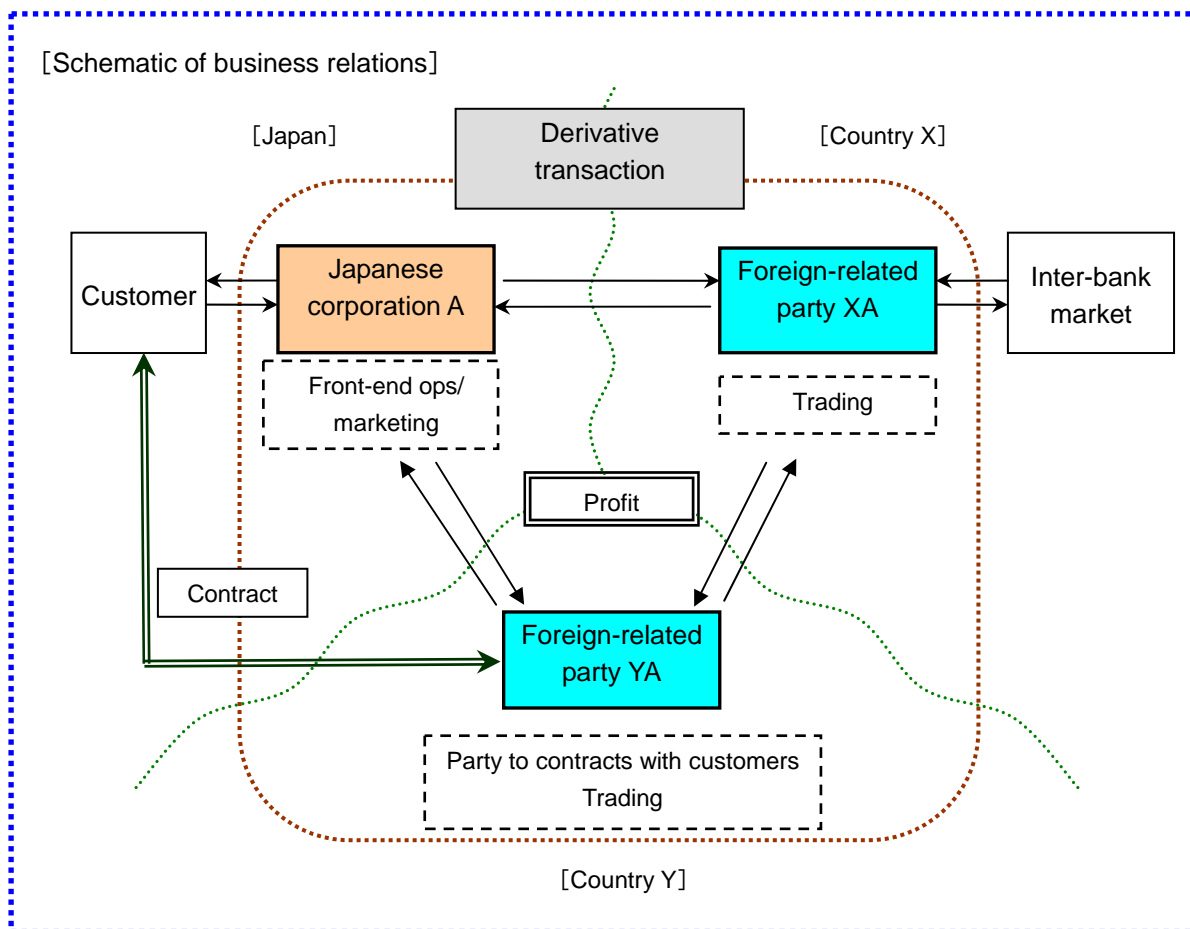 ［Schematic of business relations］
Derivative
transaction
［Japan］
［Country X］
Customer
Japanese
corporation A
Foreign-related
party XA
Inter-bank
market
Front-end ops/
marketing
Trading
Profit
Contract
Foreign-related
party YA
Party to contracts with customers
Trading
［Country Y］